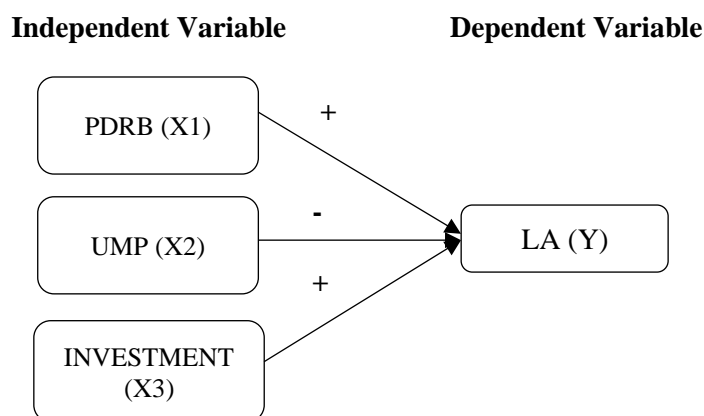 Independent Variable Dependent Variable
PDRB (X1)
+
UMP (X2)
-
LA (Y)
+
INVESTMENT
(X3)